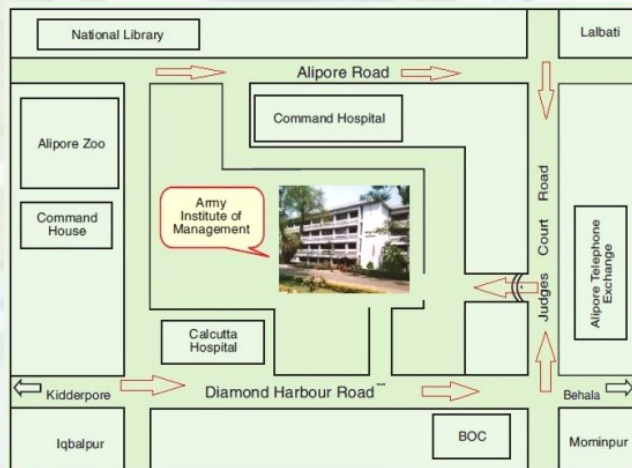 National Library
Lalbati
Alipore Road
Command Hospital
Alipore Zoo
Army
Institute of
Management
Command
House
Judges Court Road
Alipore Telephone
Exchange
Calcutta
Hospital
Kidderpore
Diamond Harbour Road
Behala
Iqbalpur
BOC
Mominpur